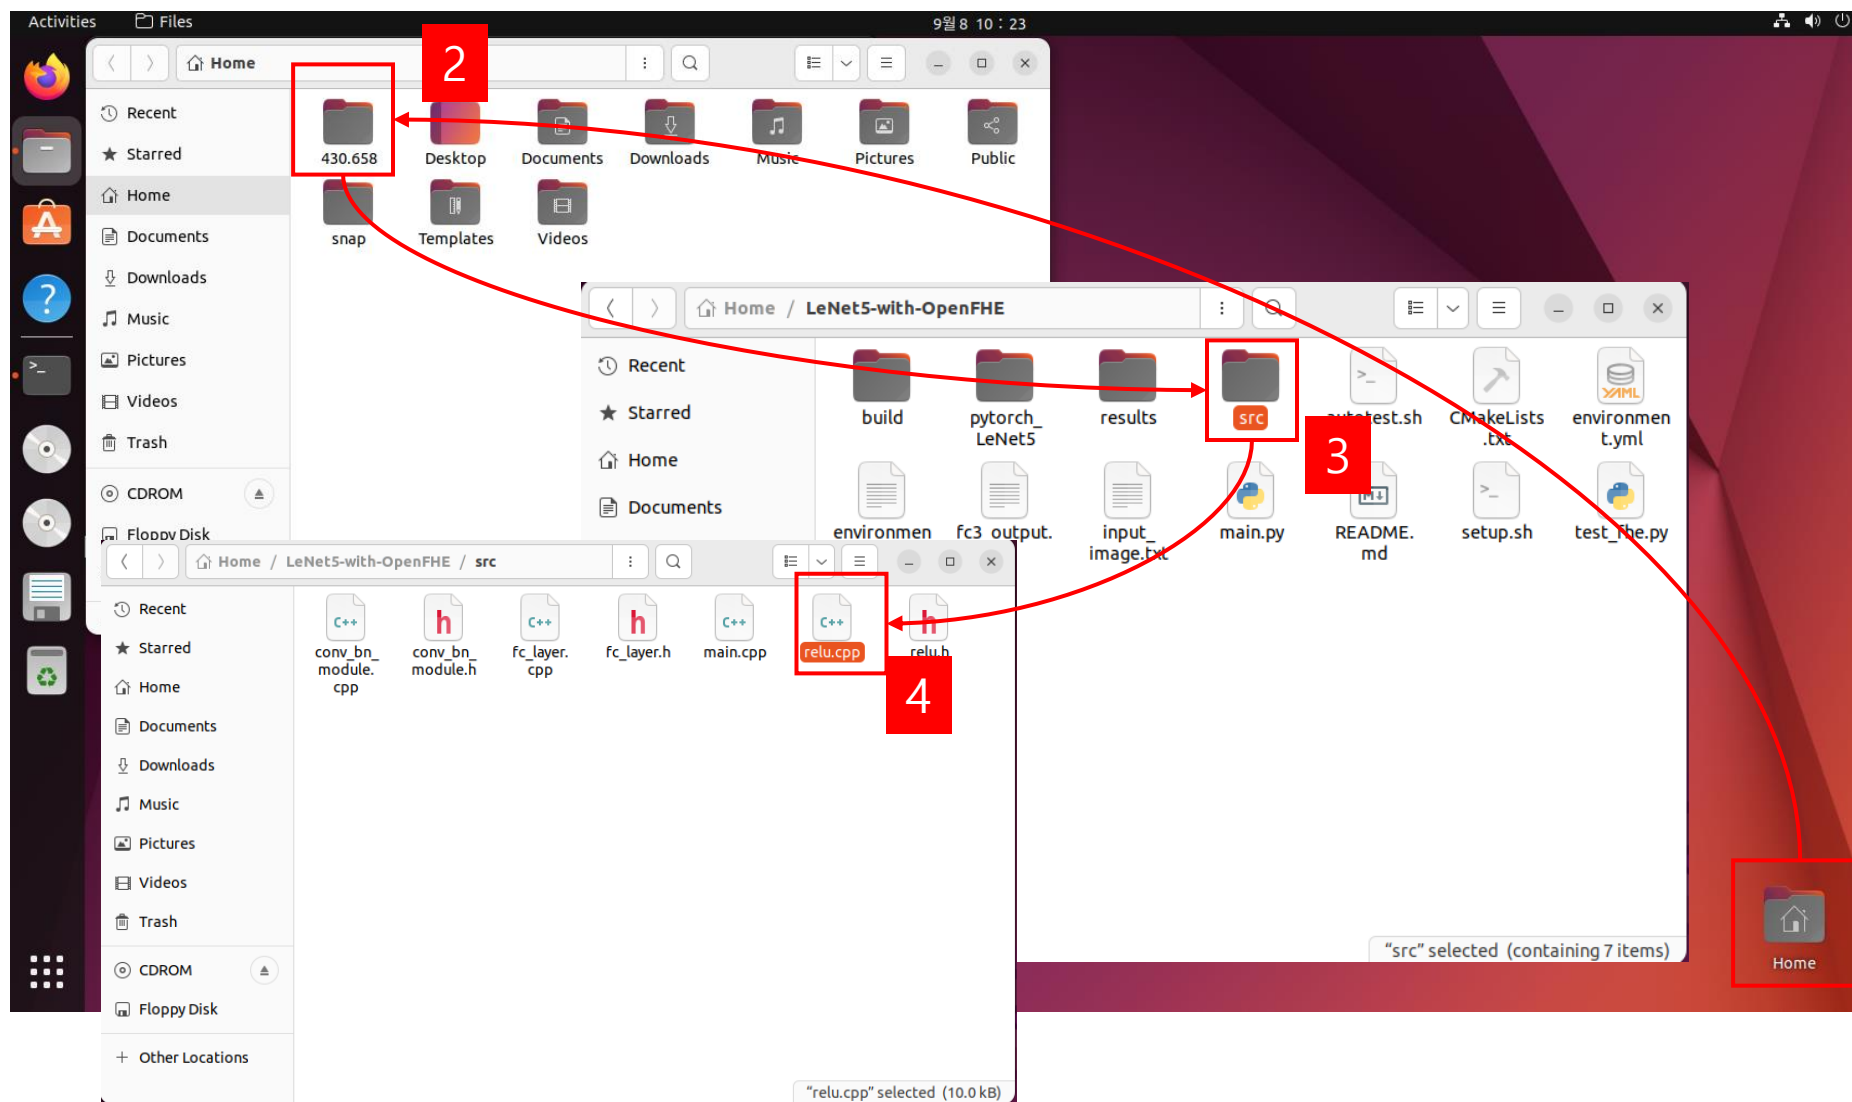 Activities
Files
9월 8 10 : 23
Home
2
Recent
Starred
Home
Documents
Downloads
Music
Pictures
Videos
Trash
CDROM
Floppy Disk
430.658
Desktop
Documents
Downloads
Music
Pictures
Public
snap
Templates
Videos
Home / LeNet5-with-OpenFHE
Recent
Starred
Home
Documents
build
pytorch_
LeNet5
results
src
autotest.sh
CMakeLists
.txt
YAML
environmen
t.yml
3
environmen
fc3_output.
input_
image.txt
main.py
README.
md
setup.sh
test_fhe.py
"src" selected (containing 7 items)
Home / LeNet5-with-OpenFHE / src
Recent
Starred
Home
Documents
Downloads
Music
Pictures
Videos
Trash
CDROM
Floppy Disk
Other Locations
C++
conv_bn_
module.
cpp
h
conv_bn_
module.h
C++
fc_layer.
cpp
h
fc_layer.h
C++
main.cpp
C++
relu.cpp
h
relu.h
4
"relu.cpp" selected (10.0 kB)
Home